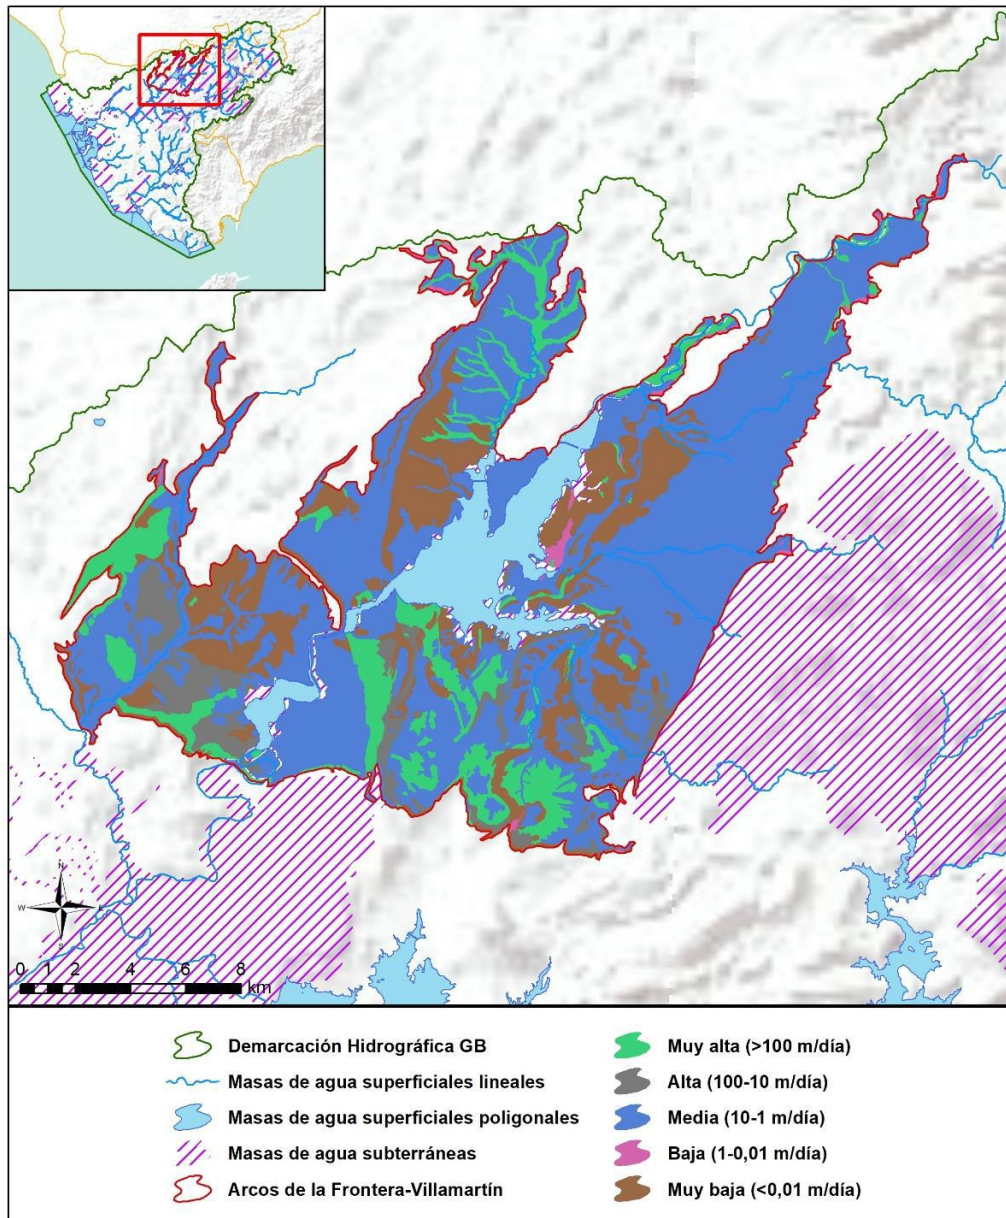 N
W
E
S
0 1 2 4 6 8
km
Demarcación Hidrográfica GB
Masas de agua superficiales lineales
Masas de agua superficiales poligonales
Masas de agua subterráneas
Arcos de la Frontera-Villamartín
Muy alta (>100 m/día)
Alta (100-10 m/día)
Media (10-1 m/día)
Baja (1-0,01 m/día)
Muy baja (<0,01 m/día)